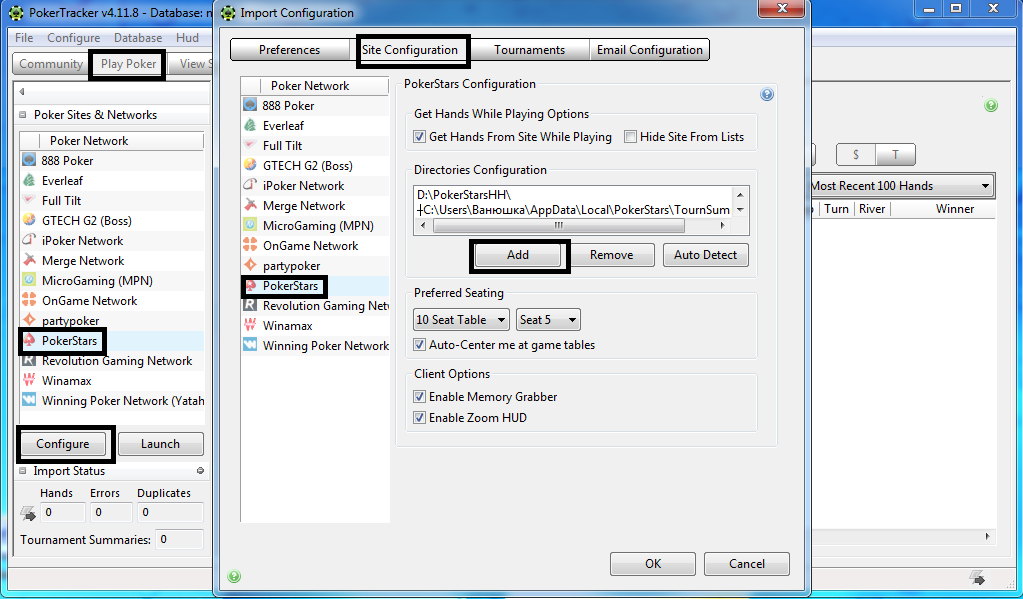 PokerTracker v4.11.8 - Database:
File Configure Database Hud
Community Play Poker View S
Poker Sites & Networks
Poker Network
888 Poker
Everleaf
Full Tilt
GTECH G2 (Boss)
iPoker Network
Merge Network
MicroGaming (MPN)
OnGame Network
partypoker
PokerStars
Revolution Gaming Network
Winamax
Winning Poker Network (Yatah
Configure Launch
Import Status
Hands Errors Duplicates
0 0 0
Tournament Summaries: 0
Import Configuration
Preferences Site Configuration Tournaments Email Configuration
Poker Network
888 Poker
Everleaf
Full Tilt
GTECH G2 (Boss)
iPoker Network
Merge Network
MicroGaming (MPN)
OnGame Network
partypoker
PokerStars
Revolution Gaming Net
Winamax
Winning Poker Network
PokerStars Configuration
Get Hands While Playing Options
Get Hands From Site While Playing Hide Site From Lists
Directories Configuration
D:\PokerStarsHH\
+C:\Users\Ванюшка\AppData\Local\PokerStars\TournSum
Add Remove Auto Detect
Preferred Seating
10 Seat Table Seat 5
Auto-Center me at game tables
Client Options
Enable Memory Grabber
Enable Zoom HUD
OK Cancel
$ T
Most Recent 100 Hands
Turn River Winner